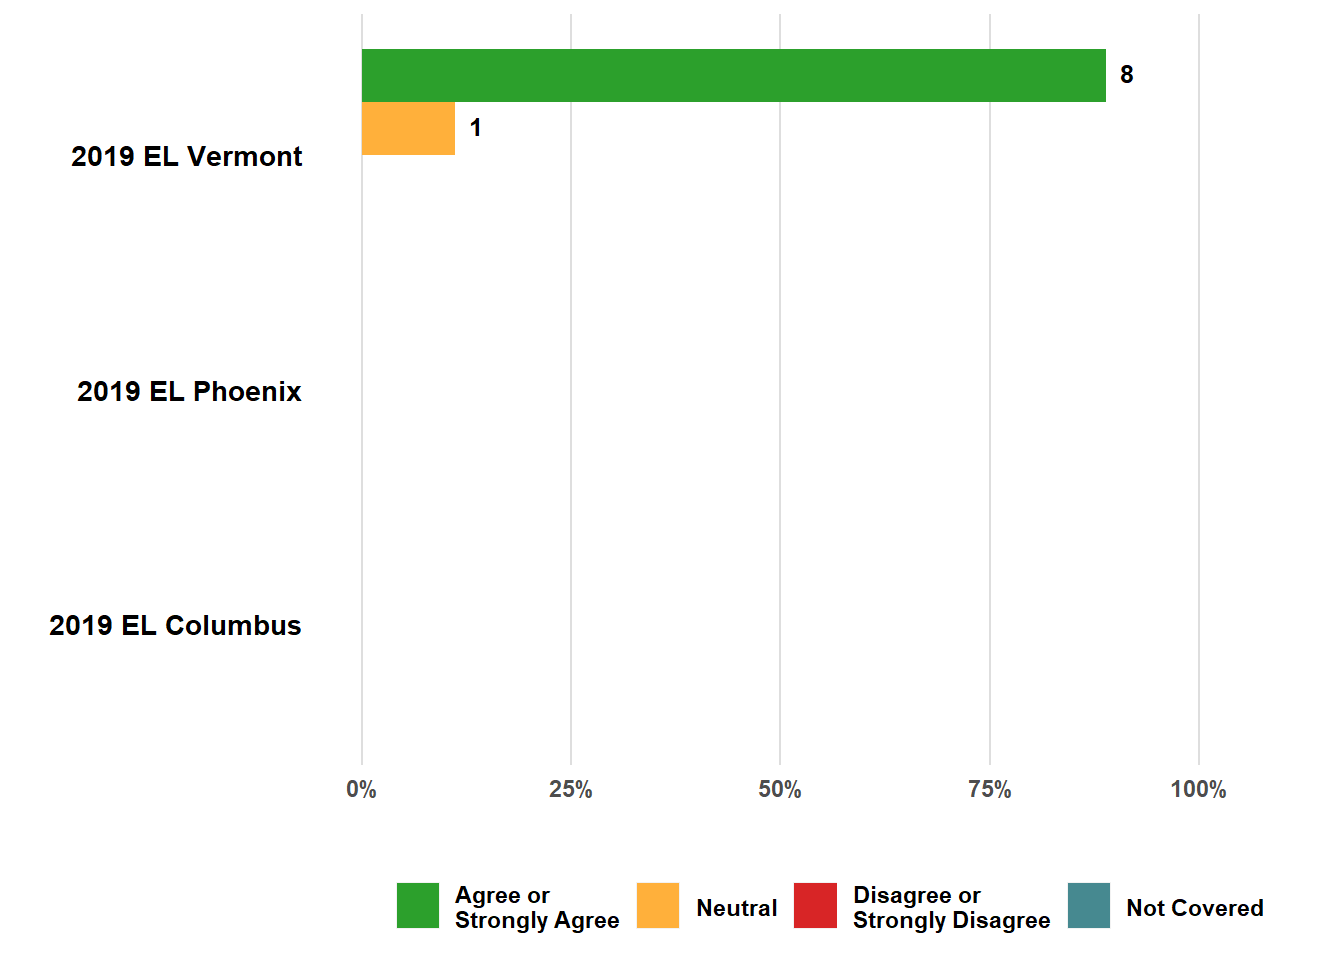 8
1
2019 EL Vermont
2019 EL Phoenix
2019 EL Columbus
0% 25% 50% 75% 100%
Agree or
Strongly Agree
Neutral
Disagree or
Strongly Disagree
Not Covered